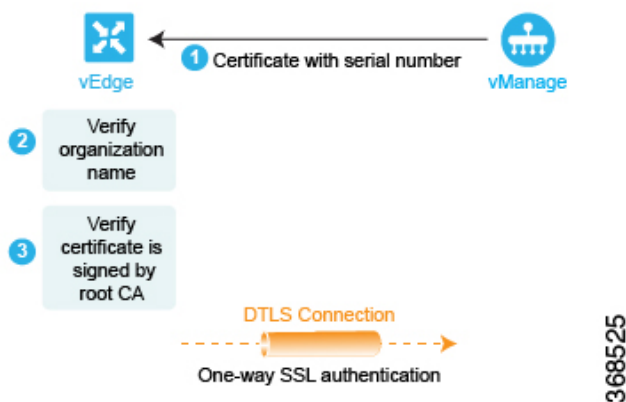 1 Certificate with serial number
vEdge
vManage
2
Verify
organization
name
3
Verify
certificate is
signed by
root CA
DTLS Connection
One-way SSL authentication
368525